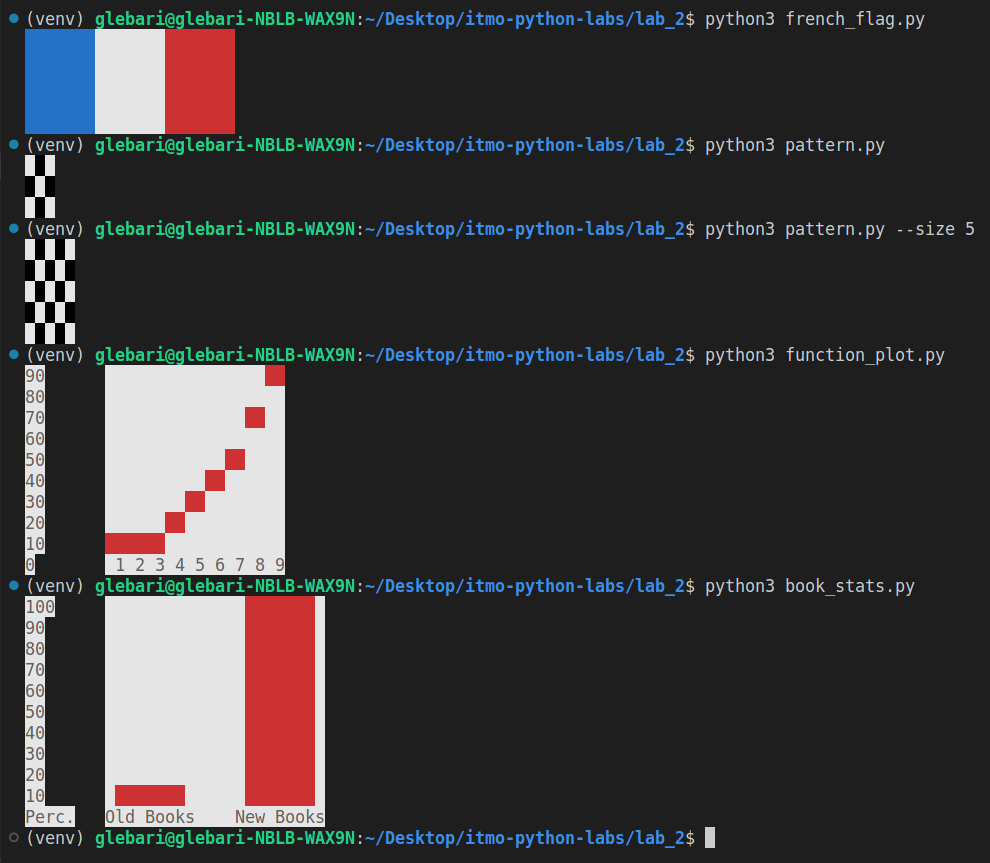 (venv) glebari@glebari-NBLB-WAX9N:~/Desktop/itmo-python-labs/lab_2$ python3 french_flag.py
(venv) glebari@glebari-NBLB-WAX9N:~/Desktop/itmo-python-labs/lab_2$ python3 pattern.py
(venv) glebari@glebari-NBLB-WAX9N:~/Desktop/itmo-python-labs/lab_2$ python3 pattern.py --size 5
(venv) glebari@glebari-NBLB-WAX9N:~/Desktop/itmo-python-labs/lab_2$ python3 function_plot.py
90
80
70
60
50
40
30
20
10
0 1 2 3 4 5 6 7 8 9
(venv) glebari@glebari-NBLB-WAX9N:~/Desktop/itmo-python-labs/lab_2$ python3 book_stats.py
100
90
80
70
60
50
40
30
20
10
Perc. Old Books New Books
(venv) glebari@glebari-NBLB-WAX9N:~/Desktop/itmo-python-labs/lab_2$